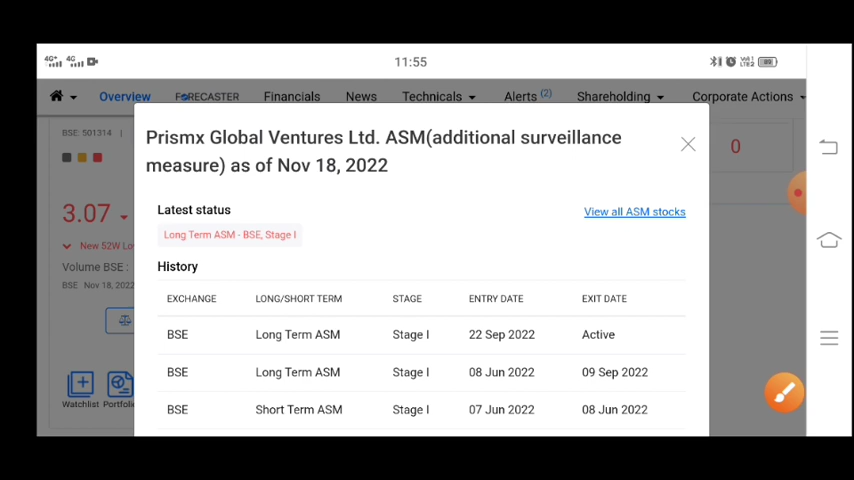 11:55
Overview FORECASTER Financials News Technicals Alerts (2) Shareholding Corporate Actions
BSE: 501314
Prismx Global Ventures Ltd. ASM(additional surveillance
measure) as of Nov 18, 2022
0
3.07
Latest status
View all ASM stocks
Long Term ASM - BSE, Stage I
New 52W Lo
Volume BSE :
BSE Nov 18, 2022
History
EXCHANGE LONG/SHORT TERM STAGE ENTRY DATE EXIT DATE
BSE Long Term ASM Stage I 22 Sep 2022 Active
BSE Long Term ASM Stage I 08 Jun 2022 09 Sep 2022
BSE Short Term ASM Stage I 07 Jun 2022 08 Jun 2022
Watchlist Portfoli